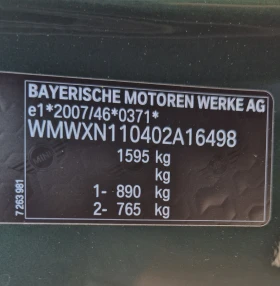 BAYERISCHE MOTOREN WERKE AG
e1*2007/46*0371*
WMWXN110402A16498
1595 kg
kg
1- 890 kg
2- 765 kg
7 263 981